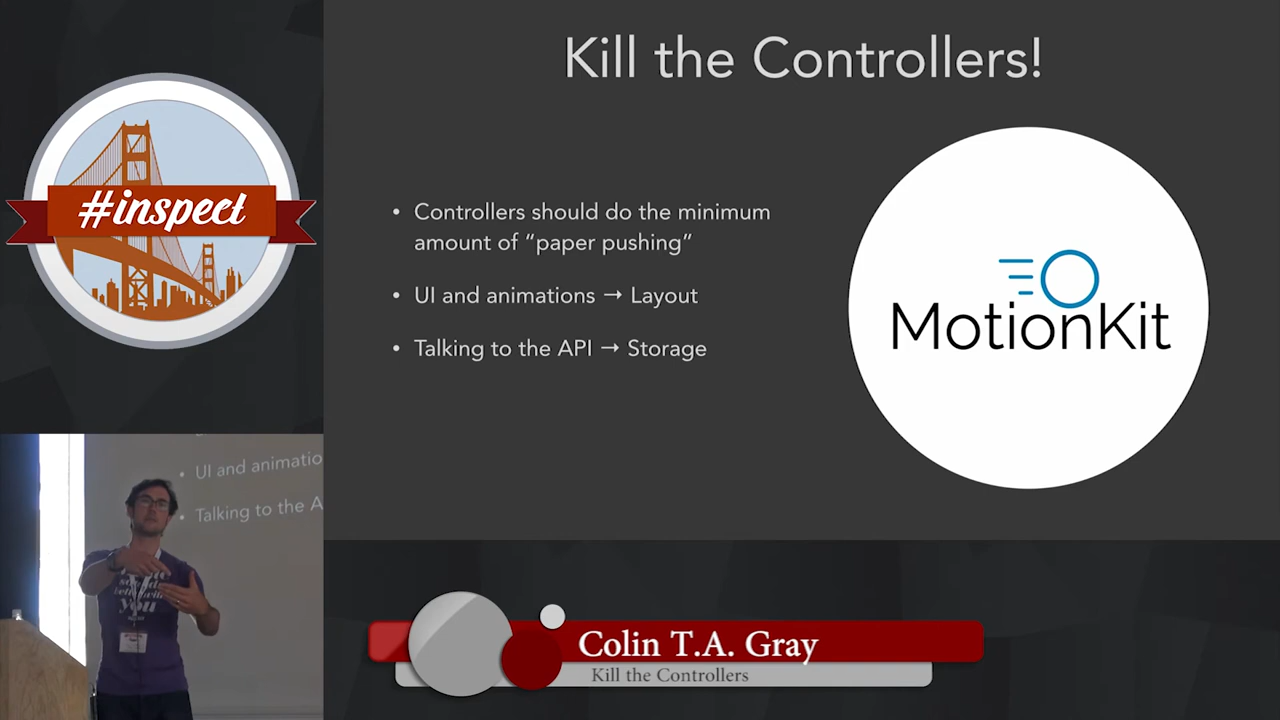 Kill the Controllers!
#inspect
• Controllers should do the minimum
amount of “paper pushing”
• UI and animations → Layout
• Talking to the API → Storage
MotionKit
• UI and animatio
• Talking to the A
you
Colin T.A. Gray
Kill the Controllers